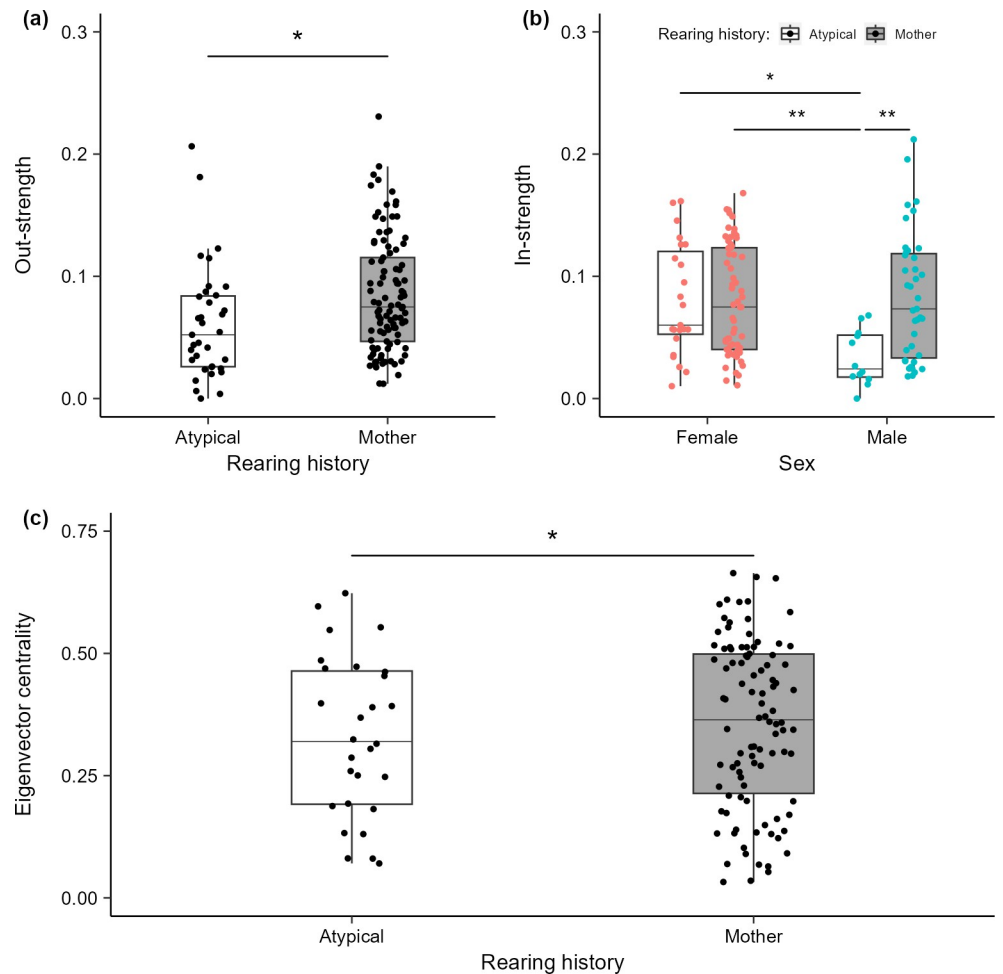 (a)
0.3
0.2
0.1
0.0
Out-strength
*
Atypical
Mother
Rearing history
(b)
Rearing history: Atypical Mother
0.3
0.2
0.1
0.0
In-strength
*
** **
Female
Male
Sex
(c)
0.75
0.50
0.25
0.00
Eigenvector centrality
*
Atypical
Mother
Rearing history